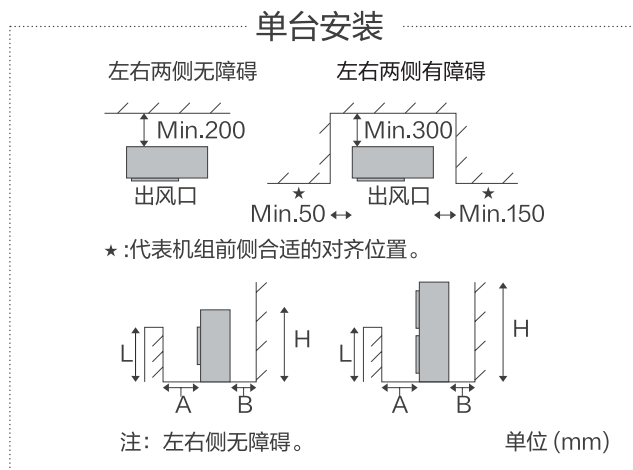 单台安装
左右两侧无障碍 左右两侧有障碍
Min.200 Min.300
出风口 出风口
★ ★
Min.50 Min.150
★:代表机组前侧合适的对齐位置。
L H L H
A B A B
注：左右侧无障碍。 单位(mm)